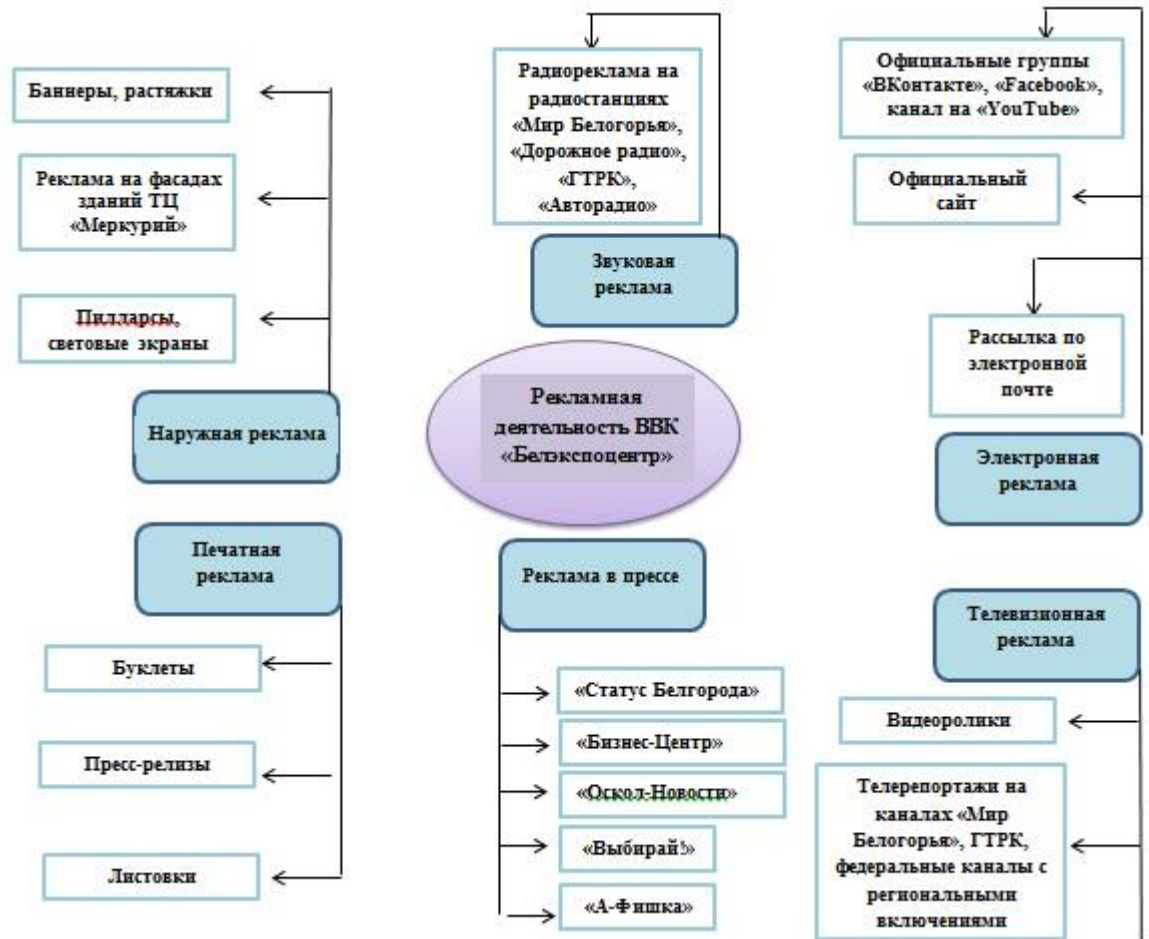 Баннеры, растяжки
Реклама на фасадах
зданий ТЦ
«Меркурий»
Пилларсы,
световые экраны
Наружная реклама
Радиореклама на
радиостанциях
«Мир Белогорья»,
«Дорожное радио»,
«ГТРК»,
«Авторадио»
Звуковая
реклама
Официальные группы
«ВКонтакте», «Facebook»,
канал на «YouTube»
Официальный
сайт
Рассылка по
электронной
почте
Электронная
реклама
Рекламная
деятельность ВВК
«Белэкспоцентр»
Печатная
реклама
Буклеты
Пресс-релизы
Листовки
Реклама в прессе
«Статус Белгорода»
«Бизнес-Центр»
«Оскол-Новости»
«Выбирай!»
«А-Фишка»
Телевизионная
реклама
Видеоролики
Телерепортажи на
каналах «Мир
Белогорья», ГТРК,
федеральные каналы с
региональными
включениями